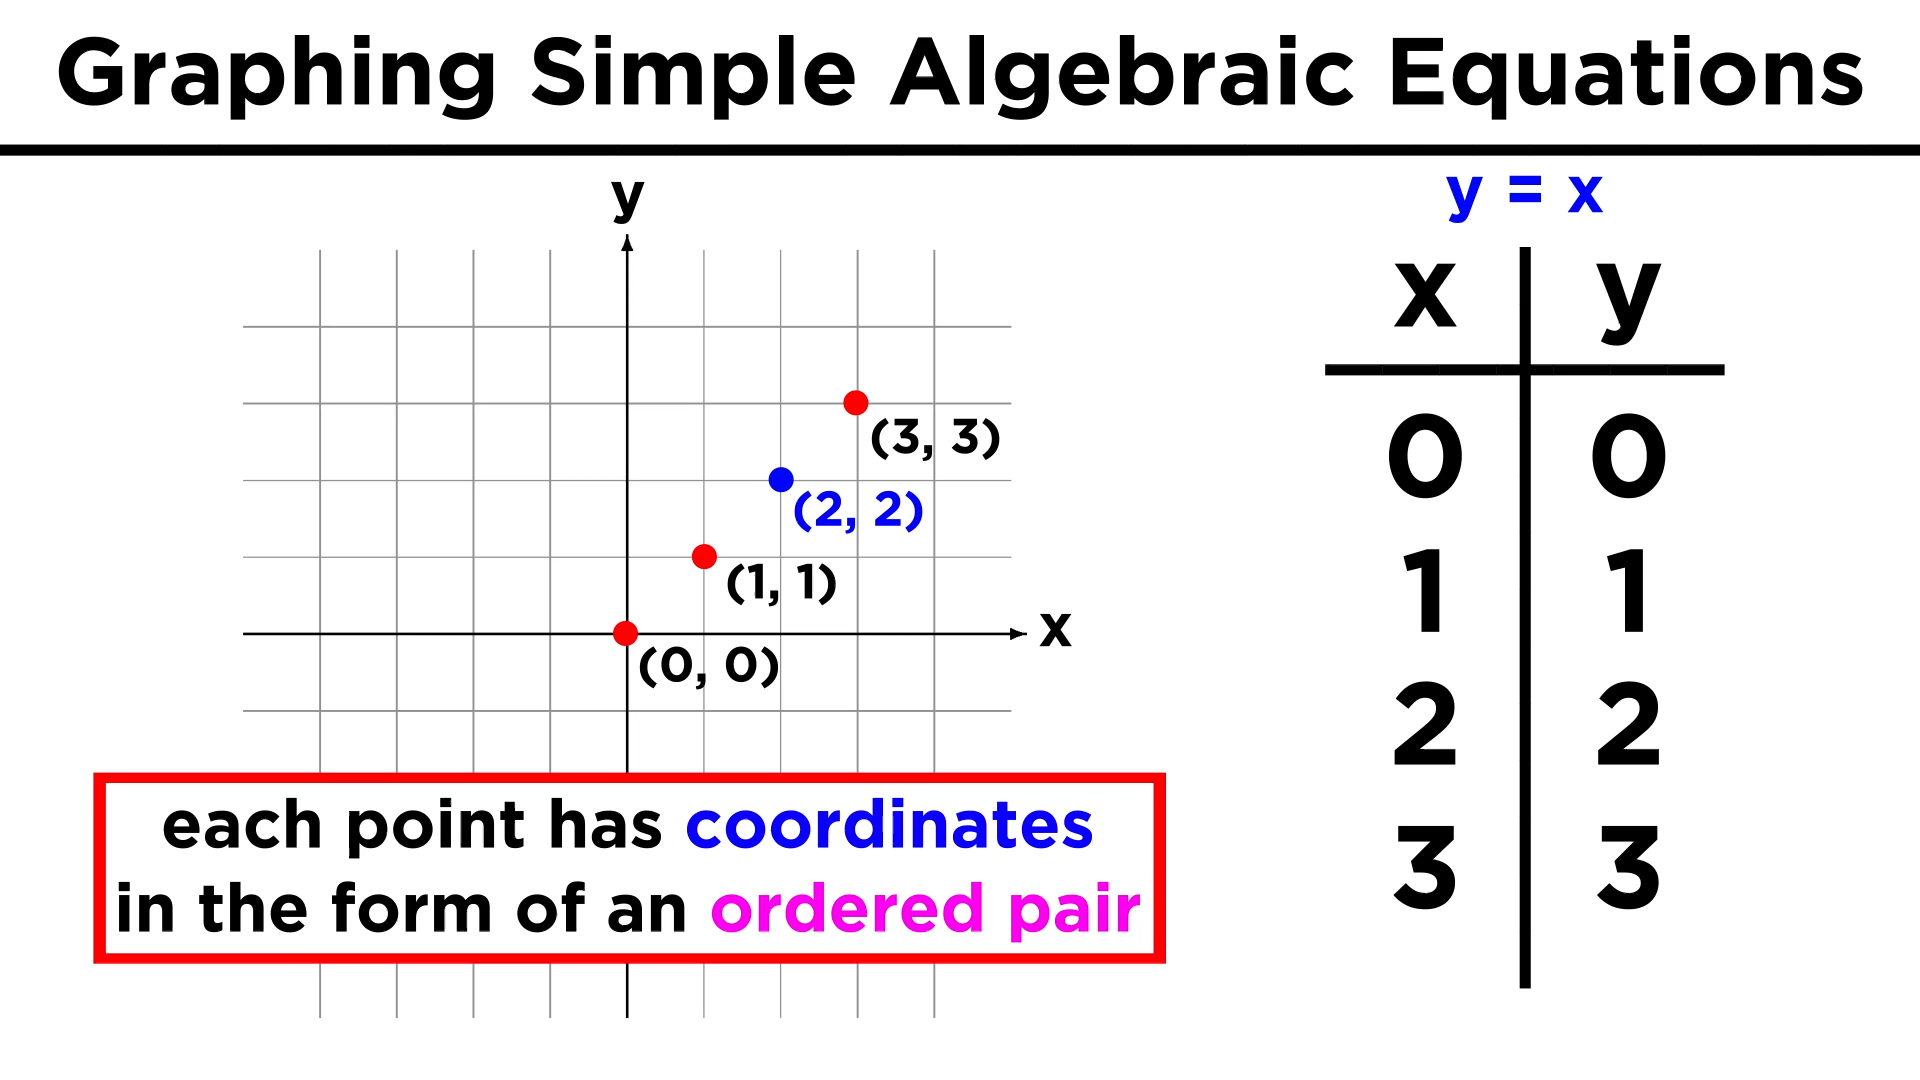 Graphing Simple Algebraic Equations
y
(3, 3)
(2, 2)
(1, 1)
x
(0, 0)
each point has coordinates
in the form of an ordered pair
y = x
x y
0 0
1 1
2 2
3 3